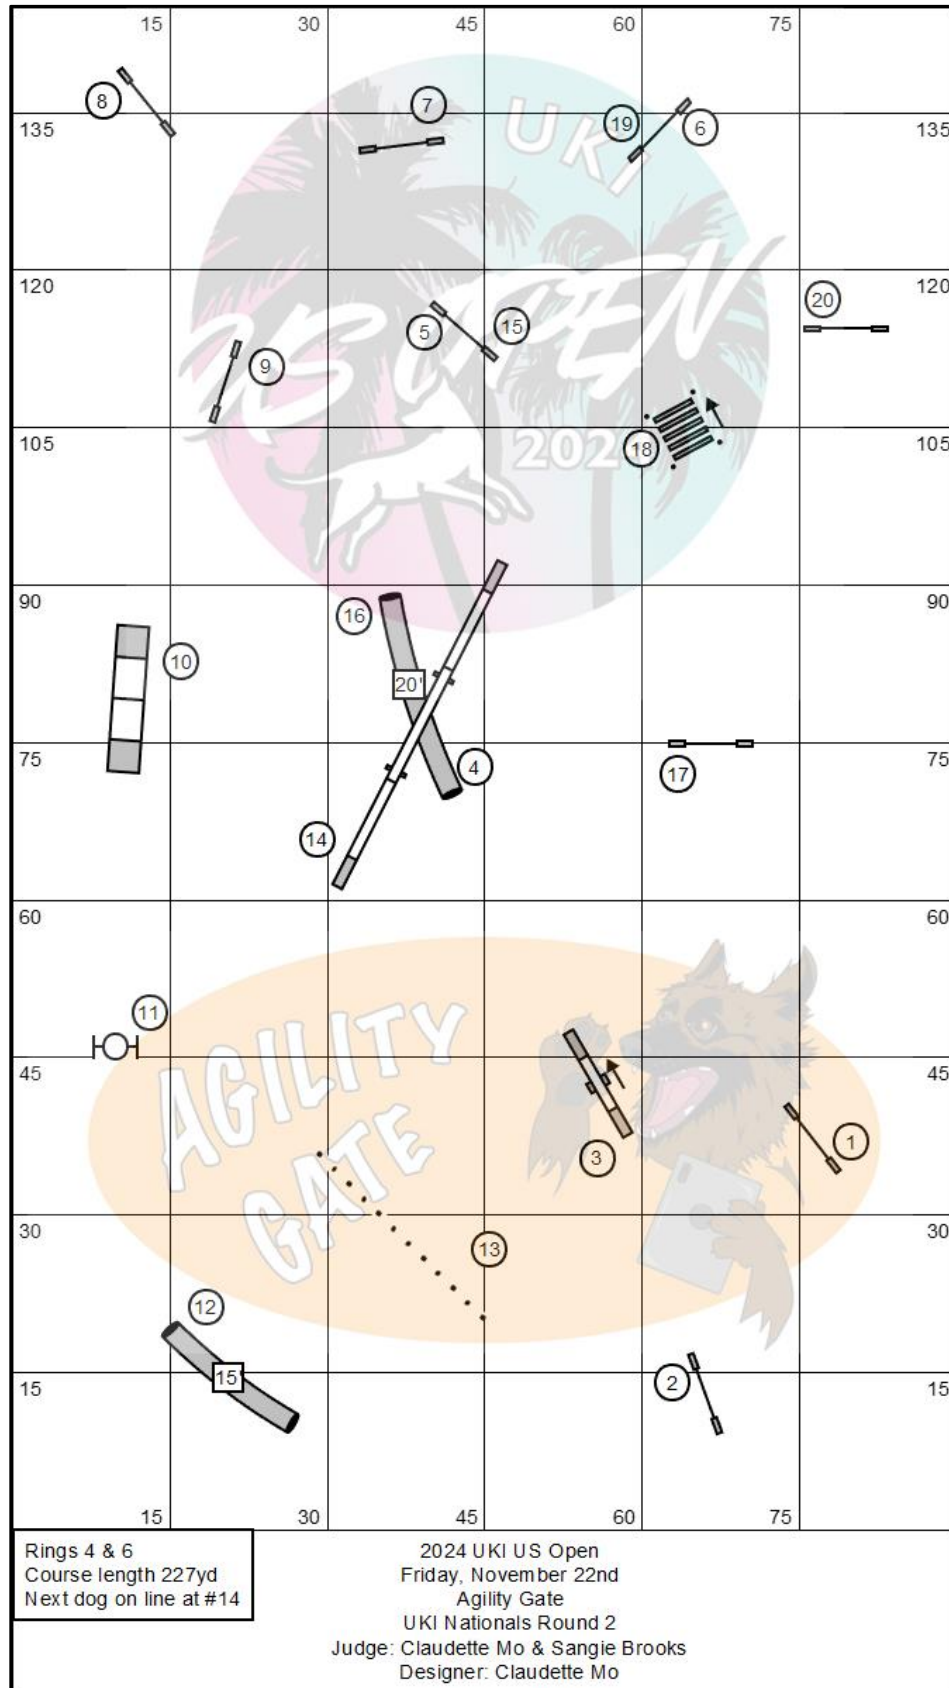 15 30 45 60 75
8 7 19 6
135 135
UKI
120 120
5 15 20
9
US OPEN
105 105
2024
18
90 90
16
10
20'
75 75
4
17
14
60 60
11
45 45
AGILITY
GATE
3 1
30 30
13
12
15'
2
15 15
15 30 45 60 75
Rings 4 & 6
Course length 227yd
Next dog on line at #14
2024 UKI US Open
Friday, November 22nd
Agility Gate
UKI Nationals Round 2
Judge: Claudette Mo & Sangie Brooks
Designer: Claudette Mo